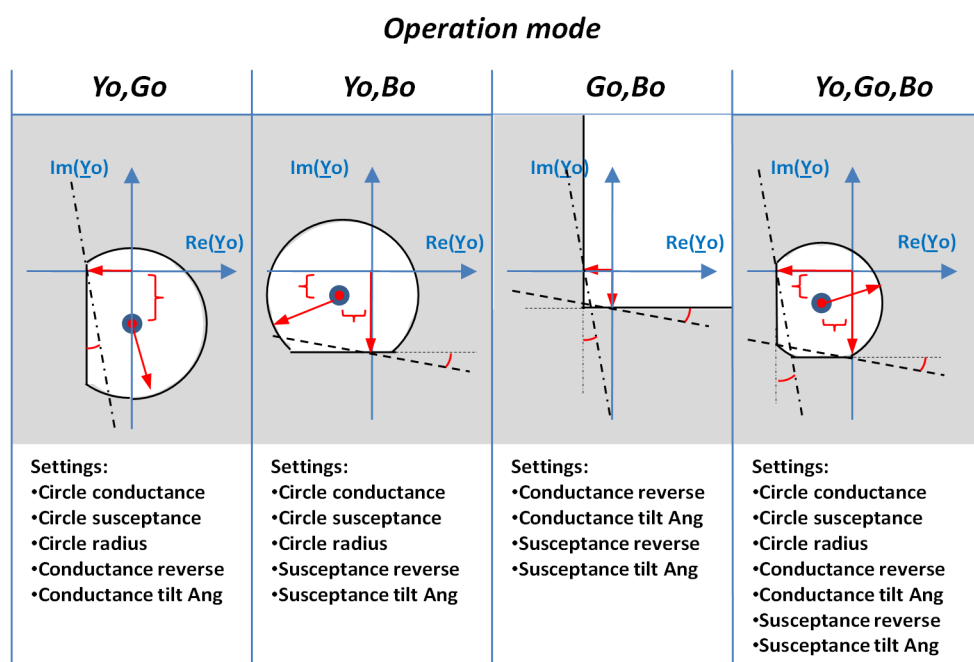 Operation mode
Yo,Go
Yo,Bo
Go,Bo
Yo,Go,Bo
Im(Yo)
Re(Yo)
Im(Yo)
Re(Yo)
Im(Yo)
Re(Yo)
Im(Yo)
Re(Yo)
Settings:
•Circle conductance
•Circle susceptance
•Circle radius
•Conductance reverse
•Conductance tilt Ang
Settings:
•Circle conductance
•Circle susceptance
•Circle radius
•Susceptance reverse
•Susceptance tilt Ang
Settings:
•Conductance reverse
•Conductance tilt Ang
•Susceptance reverse
•Susceptance tilt Ang
Settings:
•Circle conductance
•Circle susceptance
•Circle radius
•Conductance reverse
•Conductance tilt Ang
•Susceptance reverse
•Susceptance tilt Ang